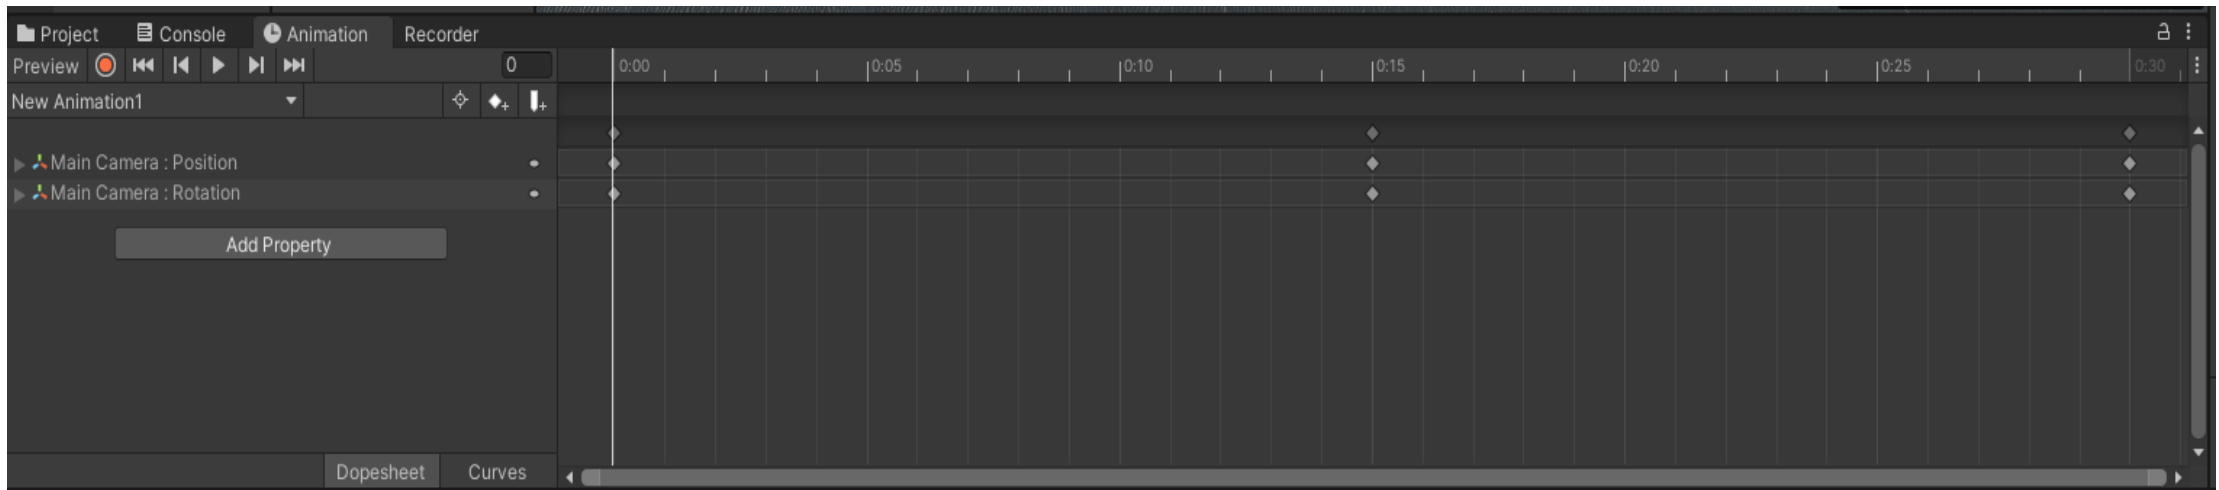 Project Console Animation Recorder
Preview 0 0:00 0:05 0:10 0:15 0:20 0:25 0:30
New Animation1
Main Camera : Position
Main Camera : Rotation
Add Property
Dopesheet Curves